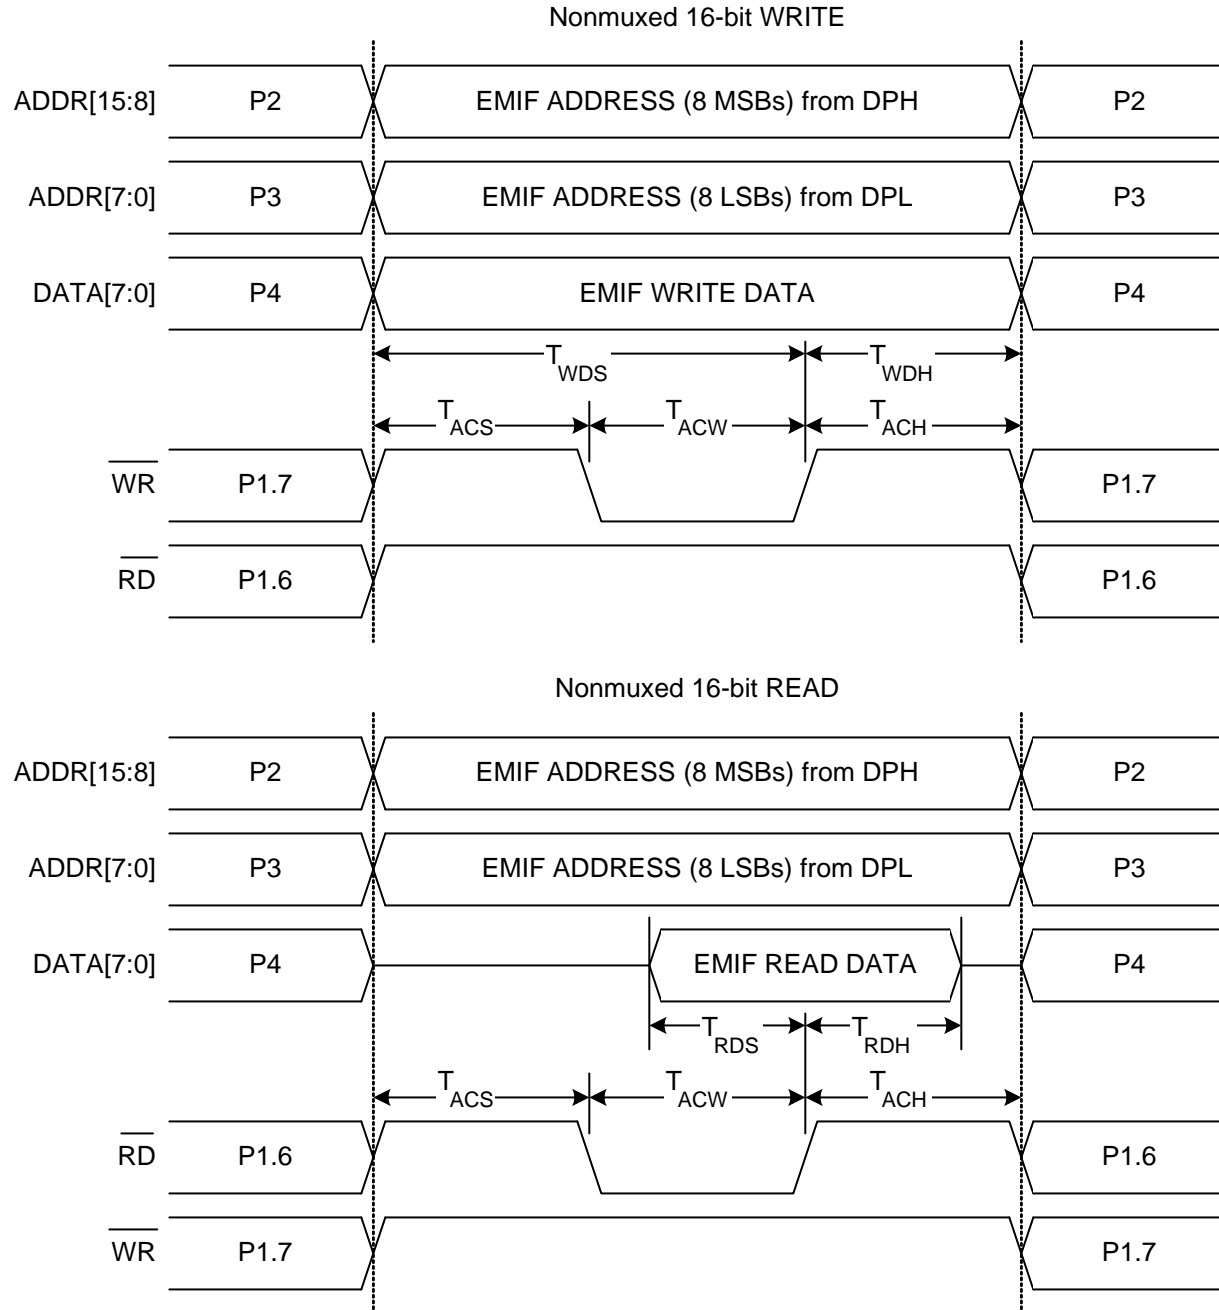 Nonmuxed 16-bit WRITE
ADDR[15:8] P2 EMIF ADDRESS (8 MSBs) from DPH P2
ADDR[7:0] P3 EMIF ADDRESS (8 LSBs) from DPL P3
DATA[7:0] P4 EMIF WRITE DATA P4
TWDS TWDH
TACS TACW TACH
WR P1.7 P1.7
RD P1.6 P1.6
Nonmuxed 16-bit READ
ADDR[15:8] P2 EMIF ADDRESS (8 MSBs) from DPH P2
ADDR[7:0] P3 EMIF ADDRESS (8 LSBs) from DPL P3
DATA[7:0] P4 EMIF READ DATA P4
TRDS TRDH
TACS TACW TACH
RD P1.6 P1.6
WR P1.7 P1.7